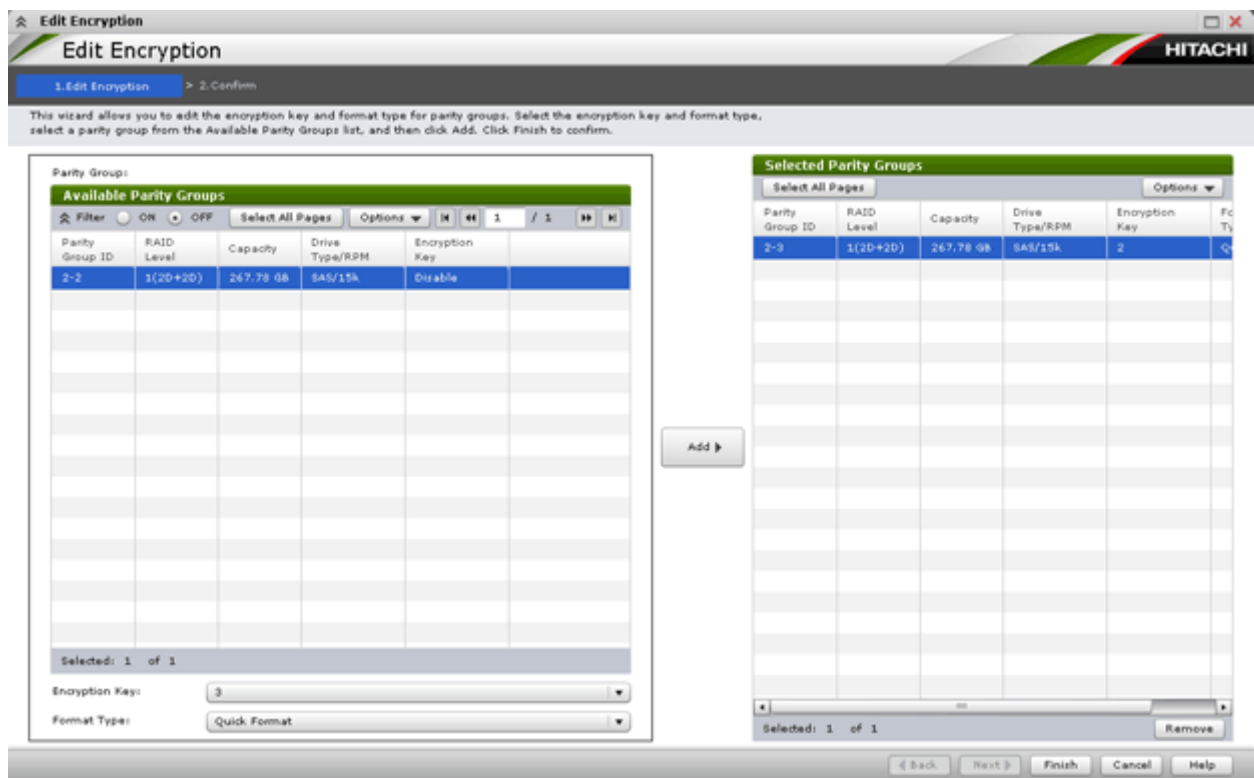 Edit Encryption
Edit Encryption
HITACHI
1.Edit Encryption > 2.Confirm
This wizard allows you to edit the encryption key and format type for parity groups. Select the encryption key and format type,
select a parity group from the Available Parity Groups list, and then click Add. Click Finish to confirm.
Parity Group:
Available Parity Groups
Filter ON OFF Select All Pages Options 1 / 1
Parity Group ID RAID Level Capacity Drive Type/RPM Encryption Key
2-2 1(2D+2D) 267.78 GB SAS/15k Disable
Selected: 1 of 1
Encryption Key: 3
Format Type: Quick Format
Add
Selected Parity Groups
Select All Pages Options
Parity Group ID RAID Level Capacity Drive Type/RPM Encryption Key Fo Ty
2-3 1(2D+2D) 267.78 GB SAS/15k 2 Q
Selected: 1 of 1 Remove
Back Next Finish Cancel Help